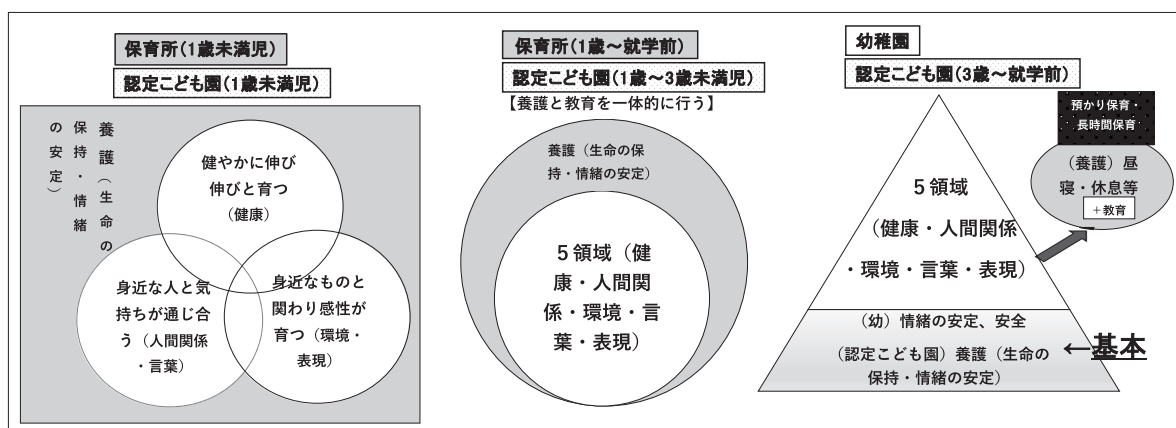 保育所(1歳未満児)
認定こども園(1歳未満児)
養護(生命の
保持・情緒
の安定)
健やかに伸び
伸びと育つ
(健康)
身近な人と気
持ちが通じ合
う(人間関係
・言葉)
身近なものと
関わり感性が
育つ(環境・
表現)
保育所(1歳〜就学前)
認定こども園(1歳〜3歳未満児)
【養護と教育を一体的に行う】
養護(生命の保
持・情緒の安定)
5領域(健
康・人間関
係・環境・言
葉・表現)
幼稚園
認定こども園(3歳〜就学前)
5領域
(健康・人間関係
・環境・言葉・表現)
(幼)情緒の安定、安全
(認定こども園)養護(生命の
保持・情緒の安定)
←基本
預かり保育・
長時間保育
(養護)昼
寝・休息等
+教育